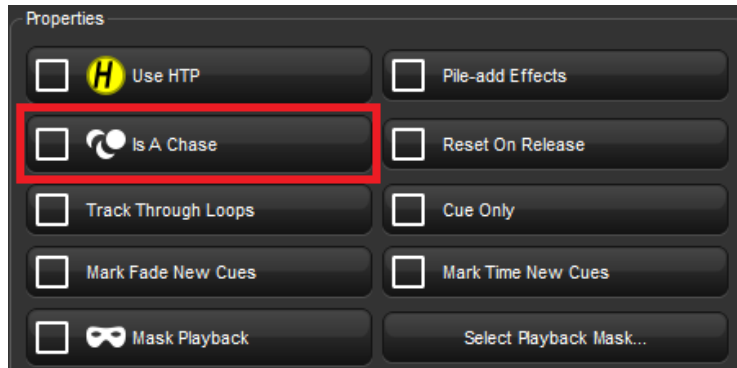 Properties
H Use HTP
Pile-add Effects
Is A Chase
Reset On Release
Track Through Loops
Cue Only
Mark Fade New Cues
Mark Time New Cues
Mask Playback
Select Playback Mask...